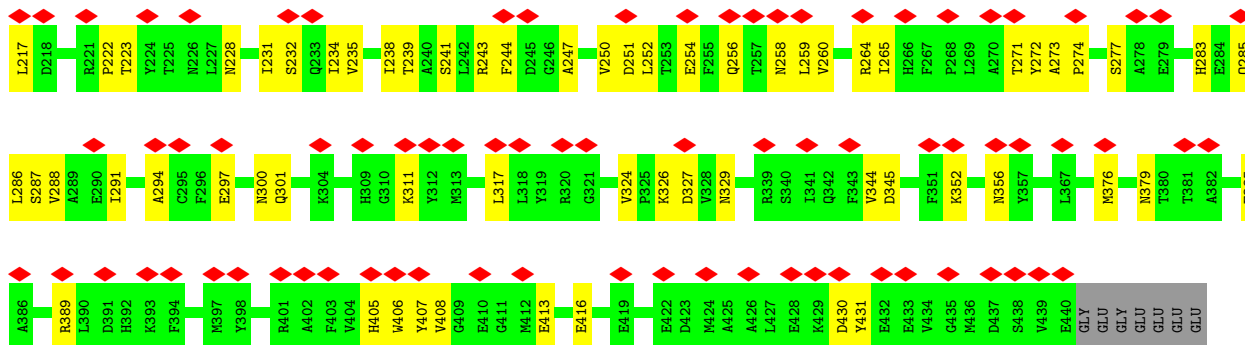 L217 D218 R221 P222 T223 Y224 T225 N226 L227 N228 I231 S232 Q233 I234 V235 I238 T239 A240 S241 L242 R243 F244 D245 G246 A247 V250 D251 L252 T253 E254 F255 Q256 T257 N258 L259 V260 R264 I265 H266 F267 P268 L269 A270 T271 Y272 A273 P274 S277 A278 E279 H283 E284 Q285
L286 S287 V288 A289 E290 I291 A294 C295 F296 E297 N300 Q301 K304 H309 G310 K311 Y312 M313 L317 L318 Y319 R320 G321 V324 P325 K326 D327 V328 N329 R339 S340 I341 Q342 F343 V344 D345 F351 K352 N356 Y357 L367 M376 N379 T380 T381 A382
A386 R389 L390 D391 H392 K393 F394 M397 Y398 R401 A402 F403 V404 H405 W406 Y407 V408 G409 E410 G411 M412 E413 E416 E419 E422 D423 M424 A425 A426 L427 E428 K429 D430 Y431 E432 E433 V434 G435 M436 D437 S438 V439 E440 GLY GLU GLY GLU GLU GLU GLU